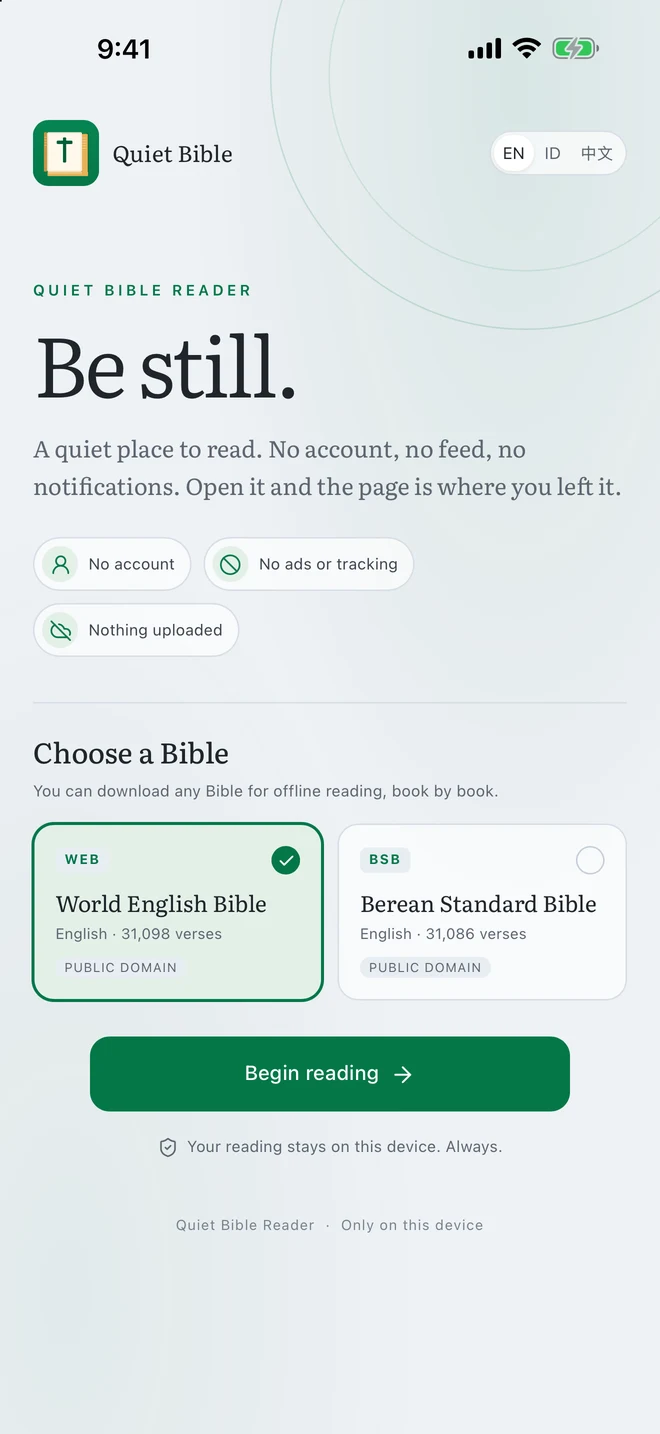 9:41
Quiet Bible
EN ID 中文
QUIET BIBLE READER
Be still.
A quiet place to read. No account, no feed, no
notifications. Open it and the page is where you left it.
No account
No ads or tracking
Nothing uploaded
Choose a Bible
You can download any Bible for offline reading, book by book.
WEB
World English Bible
English · 31,098 verses
PUBLIC DOMAIN
BSB
Berean Standard Bible
English · 31,086 verses
PUBLIC DOMAIN
Begin reading →
Your reading stays on this device. Always.
Quiet Bible Reader · Only on this device